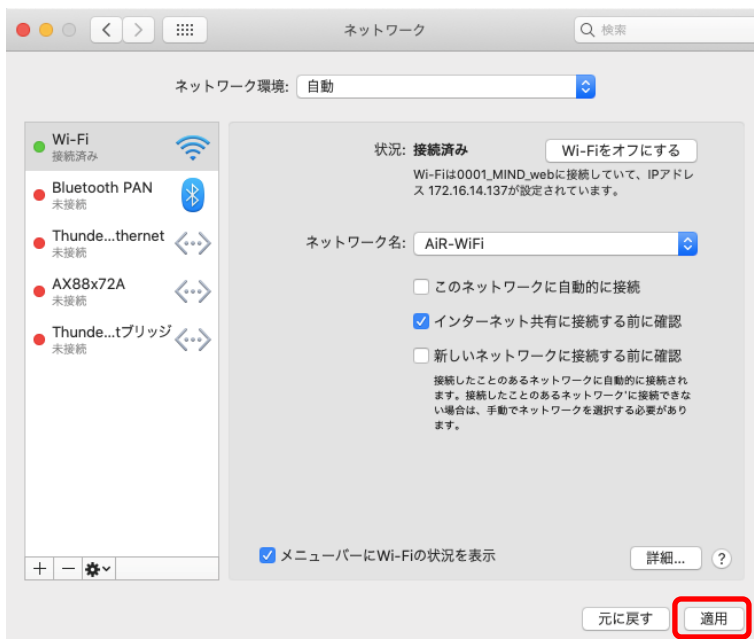 ネットワーク
検索
ネットワーク環境: 自動
Wi-Fi
接続済み
Bluetooth PAN
未接続
Thunde...thernet
未接続
AX88x72A
未接続
Thunde...tブリッジ
未接続
状況: 接続済み
Wi-Fiをオフにする
Wi-Fiは0001_MIND_webに接続していて、IPアドレ
ス 172.16.14.137が設定されています。
ネットワーク名: AiR-WiFi
このネットワークに自動的に接続
インターネット共有に接続する前に確認
新しいネットワークに接続する前に確認
接続したことのあるネットワークに自動的に接続され
ます。接続したことのあるネットワーク'に接続できな
い場合は、手動でネットワークを選択する必要があり
ます。
メニューバーにWi-Fiの状況を表示
詳細...
?
元に戻す
適用